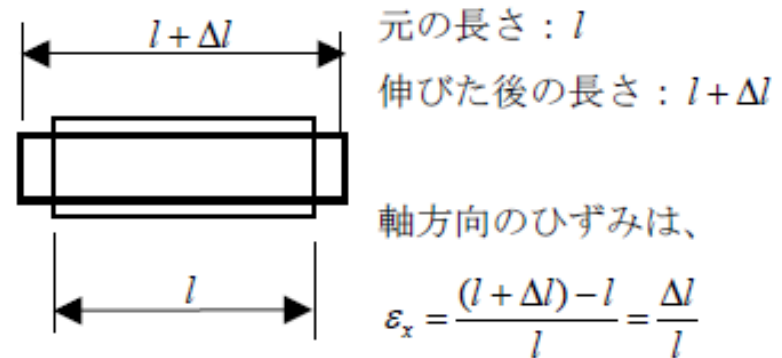 l + Δl
l
元の長さ：l
伸びた後の長さ：l + Δl
軸方向のひずみは、
ε_x = ((l + Δl) − l) / l = Δl / l